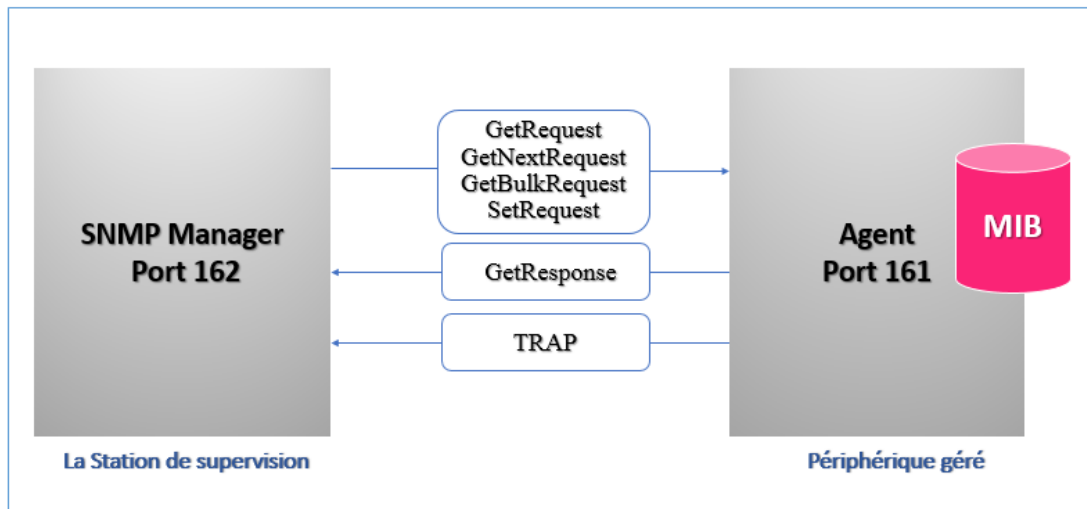 SNMP Manager
Port 162
GetRequest
GetNextRequest
GetBulkRequest
SetRequest
GetResponse
TRAP
Agent
Port 161
MIB
La Station de supervision
Périphérique géré